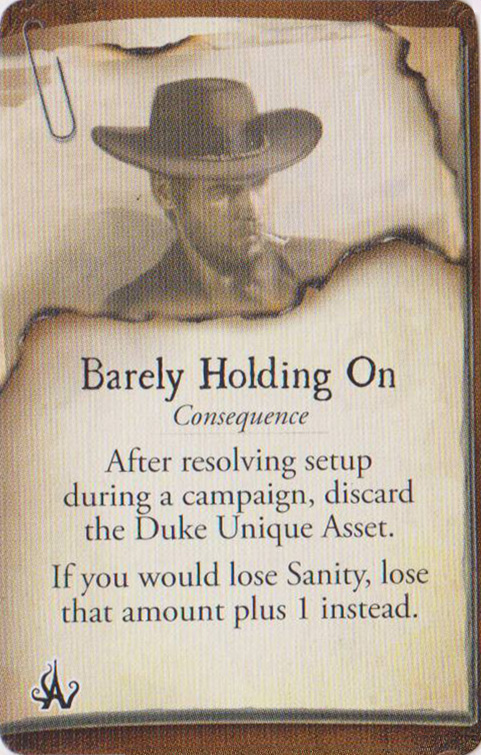 Barely Holding On
Consequence
After resolving setup
during a campaign, discard
the Duke Unique Asset.
If you would lose Sanity, lose
that amount plus 1 instead.